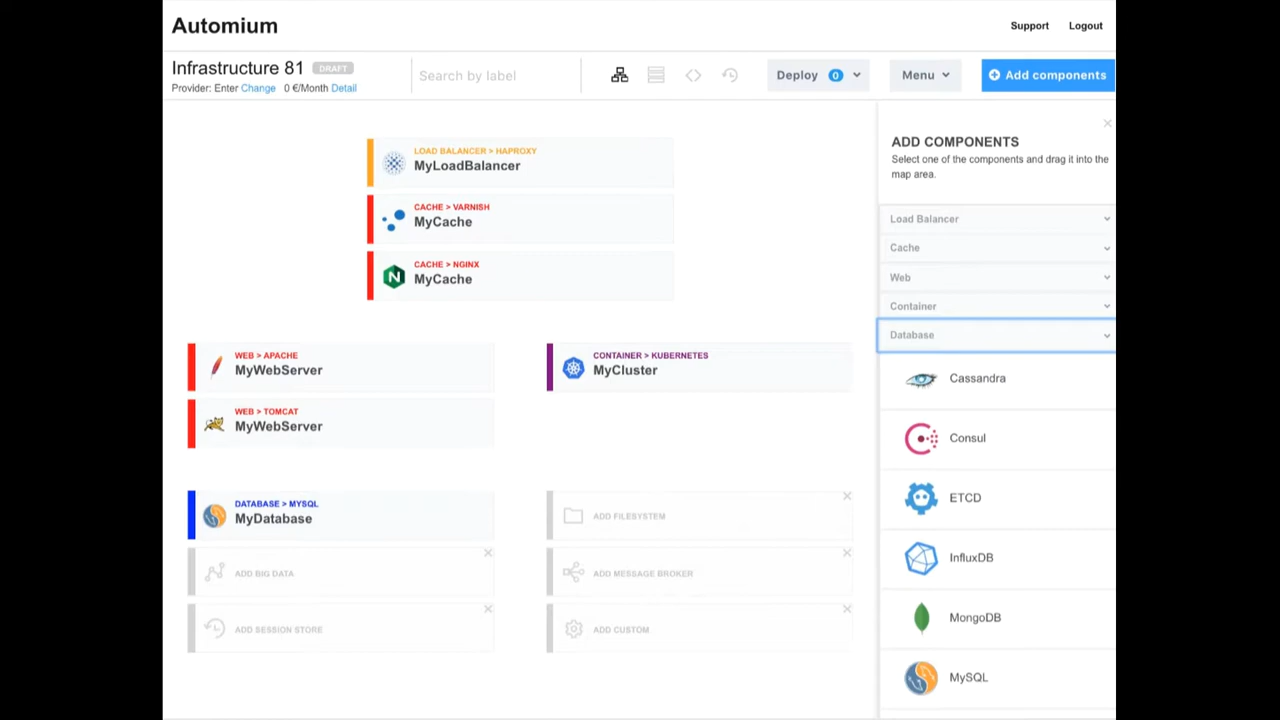 Automium
Support
Logout
Infrastructure 81 DRAFT
Provider: Enter Change 0 €/Month Detail
Search by label
Deploy 0
Menu
Add components
LOAD BALANCER > HAPROXY
MyLoadBalancer
CACHE > VARNISH
MyCache
CACHE > NGINX
MyCache
WEB > APACHE
MyWebServer
WEB > TOMCAT
MyWebServer
CONTAINER > KUBERNETES
MyCluster
DATABASE > MYSQL
MyDatabase
ADD BIG DATA
ADD SESSION STORE
ADD FILESYSTEM
ADD MESSAGE BROKER
ADD CUSTOM
ADD COMPONENTS
Select one of the components and drag it into the
map area.
Load Balancer
Cache
Web
Container
Database
Cassandra
Consul
ETCD
InfluxDB
MongoDB
MySQL